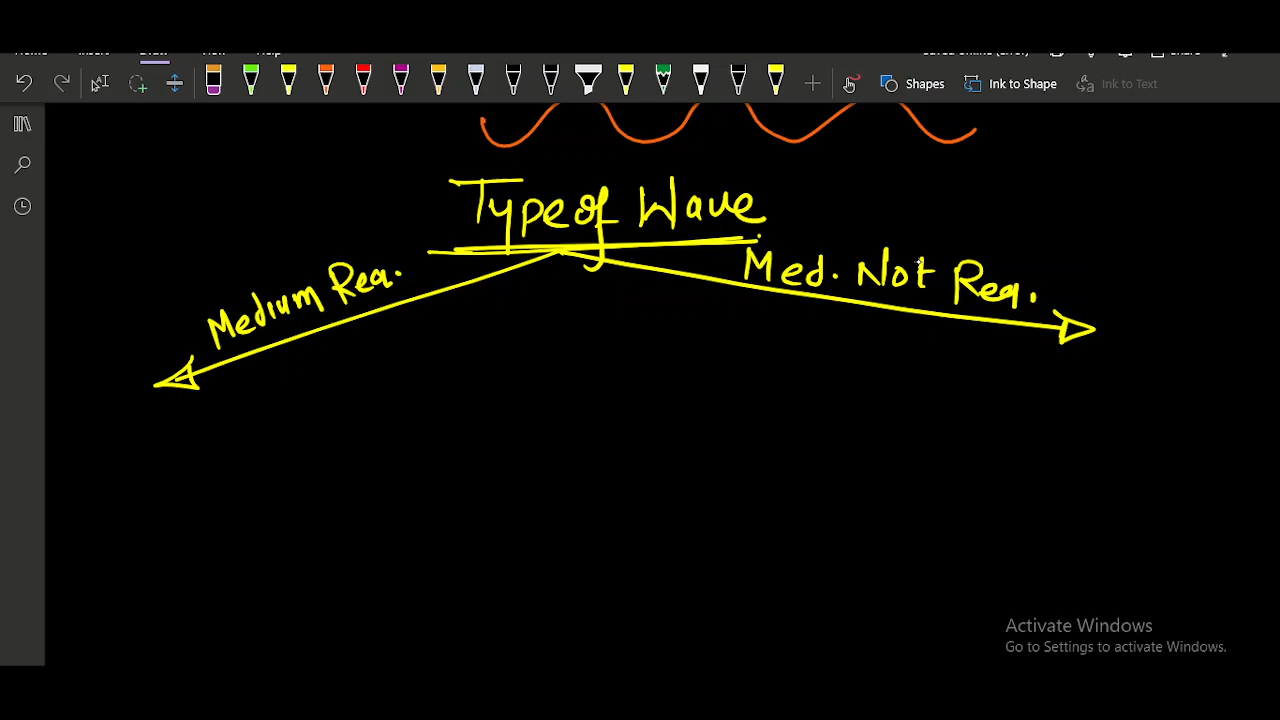 Shapes Ink to Shape Ink to Text
Type of Wave
Medium Req.
Med. Not Req.
Activate Windows
Go to Settings to activate Windows.